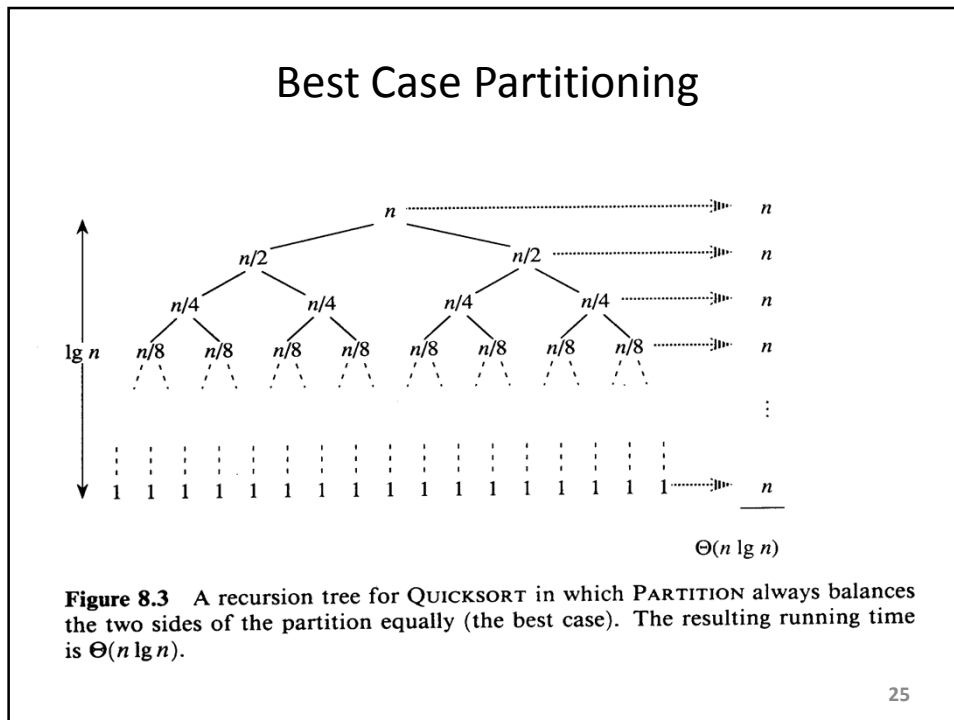 Best Case Partitioning
n n
n/2 n/2 n
n/4 n/4 n/4 n/4 n
lg n n/8 n/8 n/8 n/8 n/8 n/8 n/8 n/8 n
⋮
1 1 1 1 1 1 1 1 1 1 1 1 1 1 1 1 1 n
Θ(n lg n)
Figure 8.3 A recursion tree for QUICKSORT in which PARTITION always balances
the two sides of the partition equally (the best case). The resulting running time
is Θ(n lg n).
25